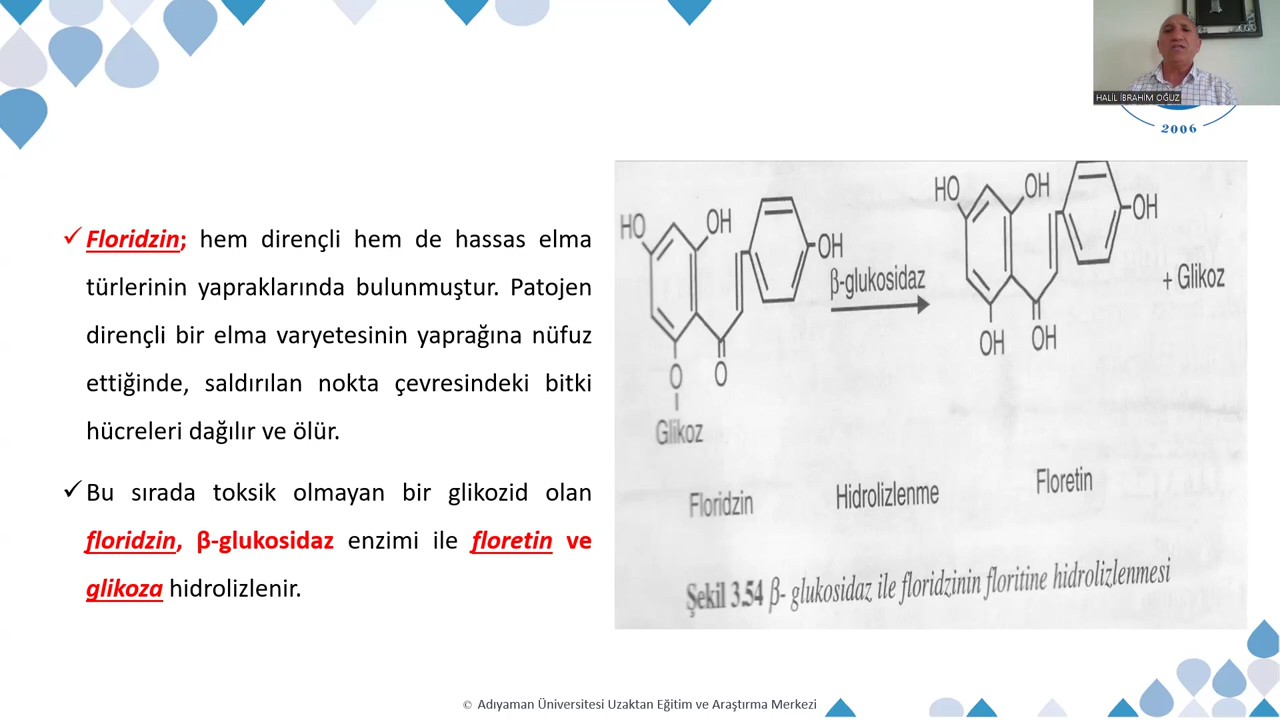 HALİL İBRAHİM OĞUZ
2006
✓ Floridzin; hem dirençli hem de hassas elma
türlerinin yapraklarında bulunmuştur. Patojen
dirençli bir elma varyetesinin yaprağına nüfuz
ettiğinde, saldırılan nokta çevresindeki bitki
hücreleri dağılır ve ölür.
✓ Bu sırada toksik olmayan bir glikozid olan
floridzin, β-glukosidaz enzimi ile floretin ve
glikoza hidrolizlenir.
HO
OH
OH
O
O
Glikoz
β-glukosidaz
HO
OH
OH
OH
OH
+ Glikoz
Floridzin
Hidrolizlenme
Floretin
Şekil 3.54 β- glukosidaz ile floridzinin floritine hidrolizlenmesi
© Adıyaman Üniversitesi Uzaktan Eğitim ve Araştırma Merkezi